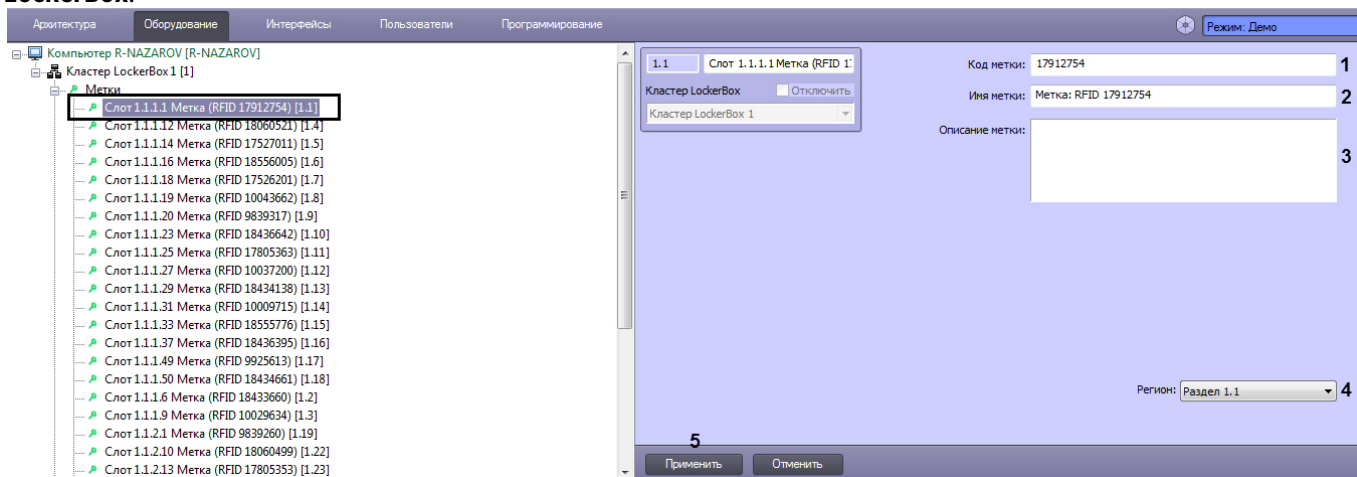 LockerBox.
Архитектура Оборудование Интерфейсы Пользователи Программирование Режим: Демо
Компьютер R-NAZAROV [R-NAZAROV]
Кластер LockerBox 1 [1]
Метки
Слот 1.1.1.1 Метка (RFID 17912754) [1.1]
Слот 1.1.1.12 Метка (RFID 18060521) [1.4]
Слот 1.1.1.14 Метка (RFID 17527011) [1.5]
Слот 1.1.1.16 Метка (RFID 18556005) [1.6]
Слот 1.1.1.18 Метка (RFID 17526201) [1.7]
Слот 1.1.1.19 Метка (RFID 10043662) [1.8]
Слот 1.1.1.20 Метка (RFID 9839317) [1.9]
Слот 1.1.1.23 Метка (RFID 18436642) [1.10]
Слот 1.1.1.25 Метка (RFID 17805363) [1.11]
Слот 1.1.1.27 Метка (RFID 10037200) [1.12]
Слот 1.1.1.29 Метка (RFID 18434138) [1.13]
Слот 1.1.1.31 Метка (RFID 10009715) [1.14]
Слот 1.1.1.33 Метка (RFID 18555776) [1.15]
Слот 1.1.1.37 Метка (RFID 18436395) [1.16]
Слот 1.1.1.49 Метка (RFID 9925613) [1.17]
Слот 1.1.1.50 Метка (RFID 18434661) [1.18]
Слот 1.1.1.6 Метка (RFID 18433660) [1.2]
Слот 1.1.1.9 Метка (RFID 10029634) [1.3]
Слот 1.1.2.1 Метка (RFID 9839260) [1.19]
Слот 1.1.2.10 Метка (RFID 18060499) [1.22]
Слот 1.1.2.13 Метка (RFID 17805353) [1.23]
1.1 Слот 1.1.1.1 Метка (RFID 1
Кластер LockerBox Отключить
Кластер LockerBox 1
Код метки: 17912754 1
Имя метки: Метка: RFID 17912754 2
Описание метки:
3
Регион: Раздел 1.1 4
5
Применить Отменить